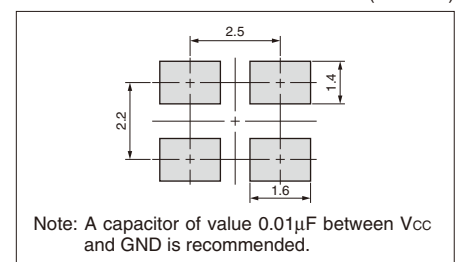 2.5
1.4
2.2
1.6
Note: A capacitor of value 0.01μF between Vcc
and GND is recommended.